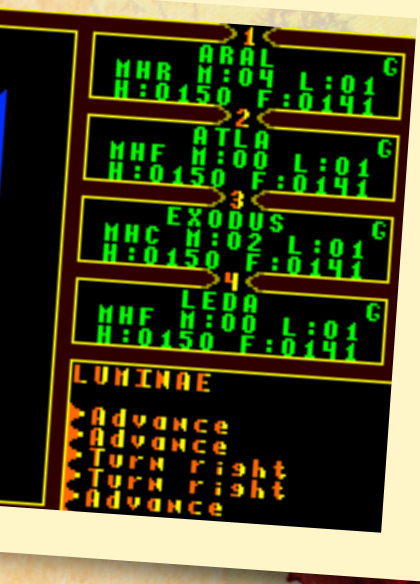 1
ARAL G
MHR M:04 L:01
H:0150 F:0141
2
ATLA G
MHF M:00 L:01
H:0150 F:0141
3
EXODUS G
MHC M:02 L:01
H:0150 F:0141
4
LEDA G
MHF M:00 L:01
H:0150 F:0141
LUMINAE
Advance
Advance
Turn right
Turn right
Advance